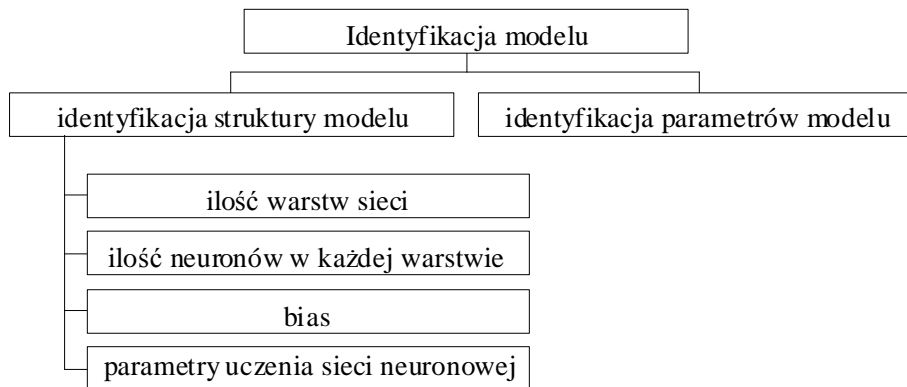 Identyfikacja modelu
identyfikacja struktury modelu
identyfikacja parametrów modelu
ilość warstw sieci
ilość neuronów w każdej warstwie
bias
parametry uczenia sieci neuronowej